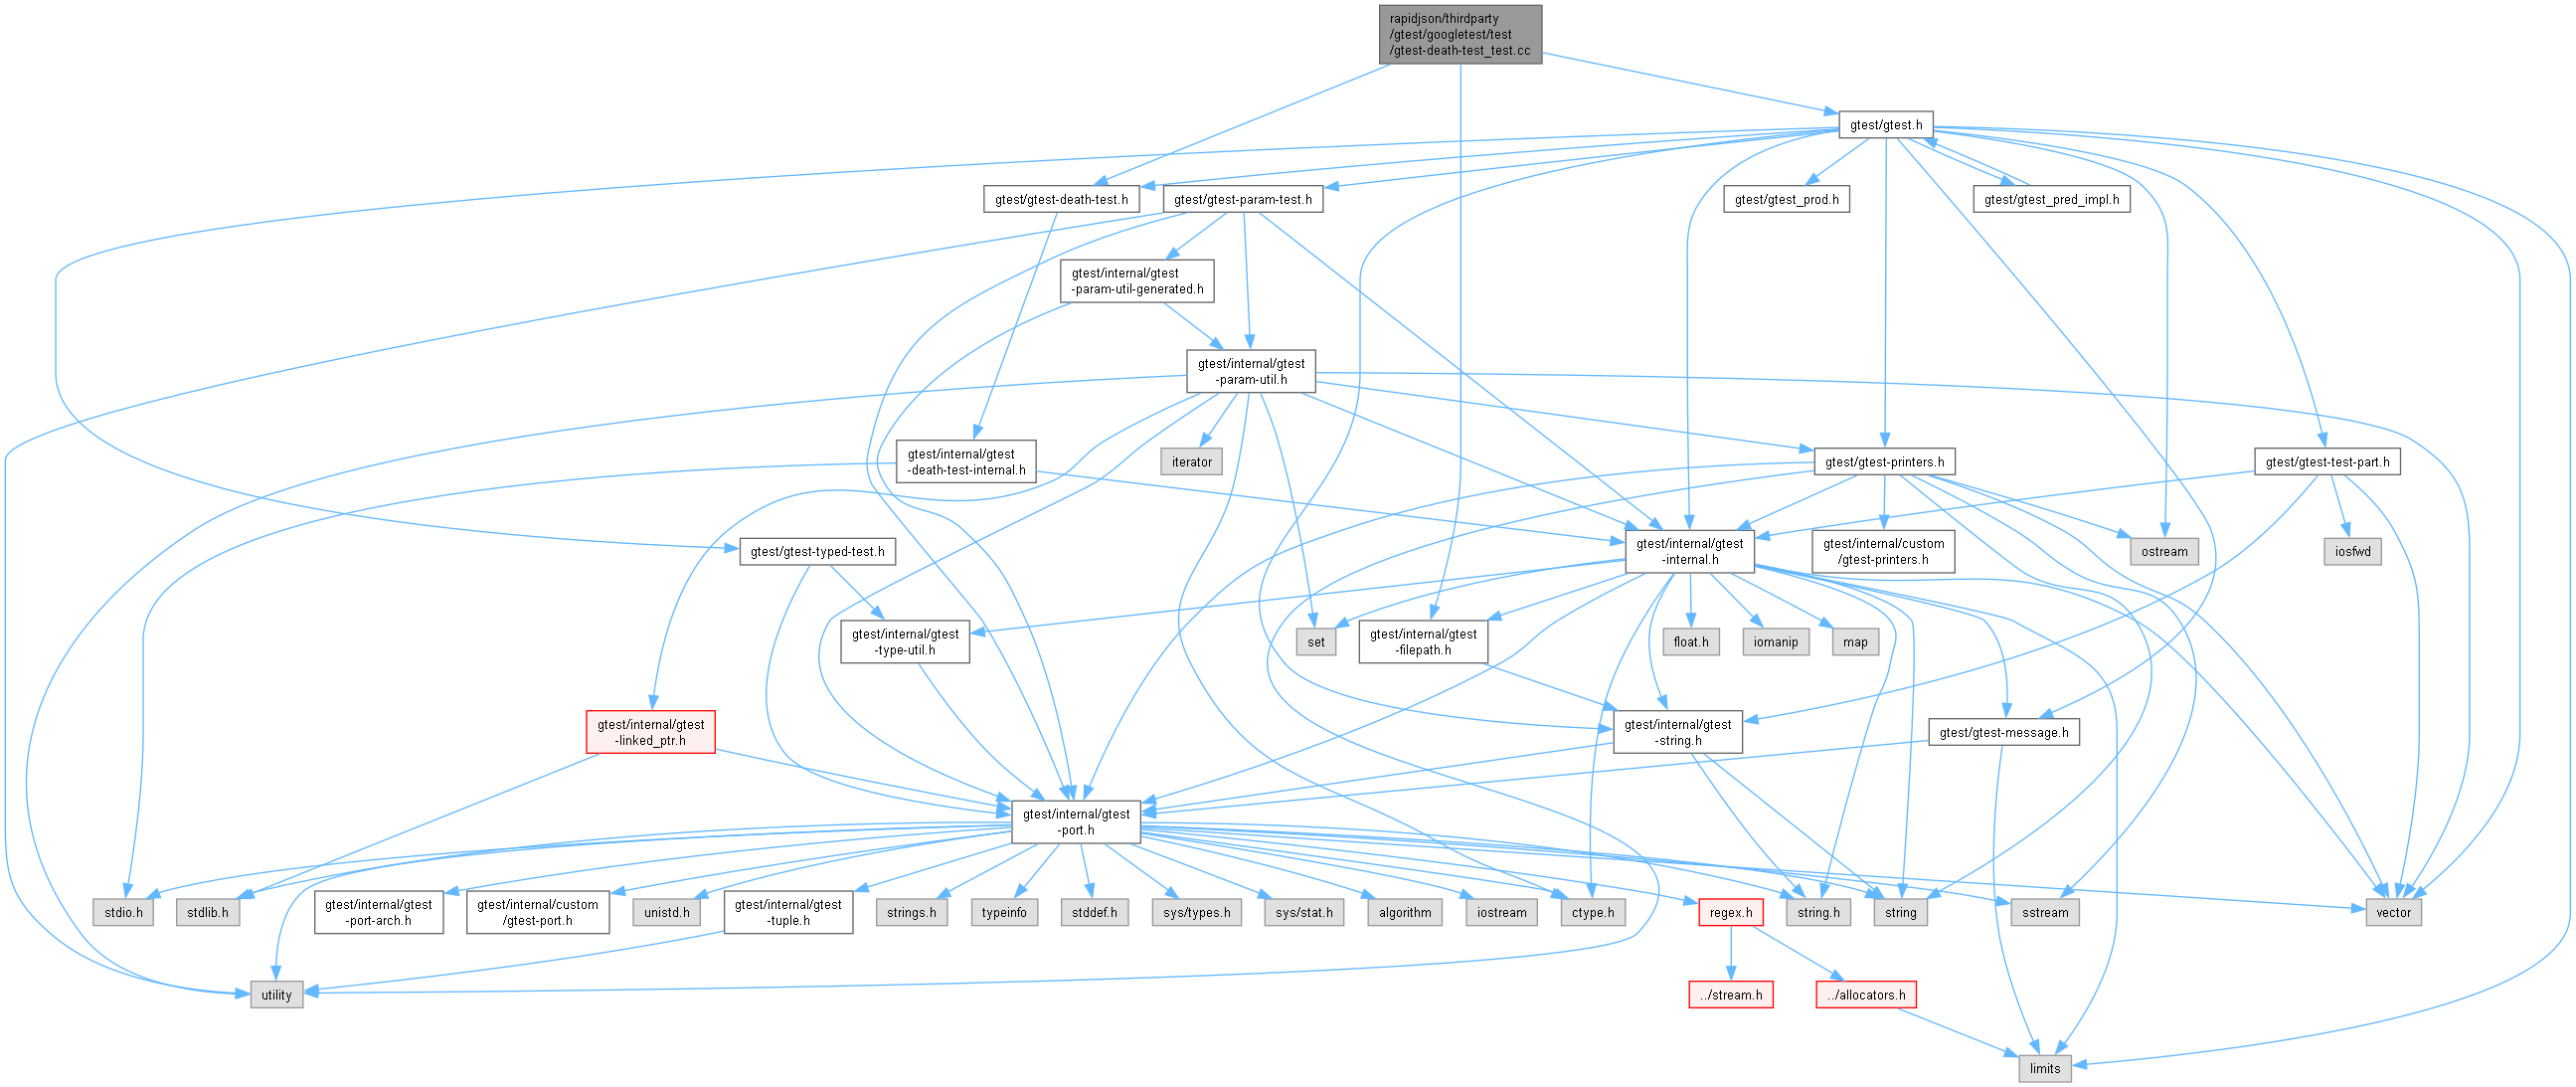 rapidjson/thirdparty
/gtest/googletest/test
/gtest-death-test_test.cc
gtest/gtest.h
gtest/gtest-death-test.h
gtest/gtest-param-test.h
gtest/gtest_prod.h
gtest/gtest_pred_impl.h
gtest/internal/gtest
-param-util-generated.h
gtest/internal/gtest
-param-util.h
gtest/internal/gtest
-death-test-internal.h
iterator
gtest/gtest-printers.h
gtest/gtest-test-part.h
gtest/gtest-typed-test.h
gtest/internal/gtest
-internal.h
gtest/internal/custom
/gtest-printers.h
ostream
iosfwd
gtest/internal/gtest
-type-util.h
set
gtest/internal/gtest
-filepath.h
float.h
iomanip
map
gtest/internal/gtest
-linked_ptr.h
gtest/internal/gtest
-string.h
gtest/gtest-message.h
gtest/internal/gtest
-port.h
stdio.h
stdlib.h
gtest/internal/gtest
-port-arch.h
gtest/internal/custom
/gtest-port.h
unistd.h
gtest/internal/gtest
-tuple.h
strings.h
typeinfo
stddef.h
sys/types.h
sys/stat.h
algorithm
iostream
ctype.h
regex.h
string.h
string
sstream
vector
utility
../stream.h
../allocators.h
limits